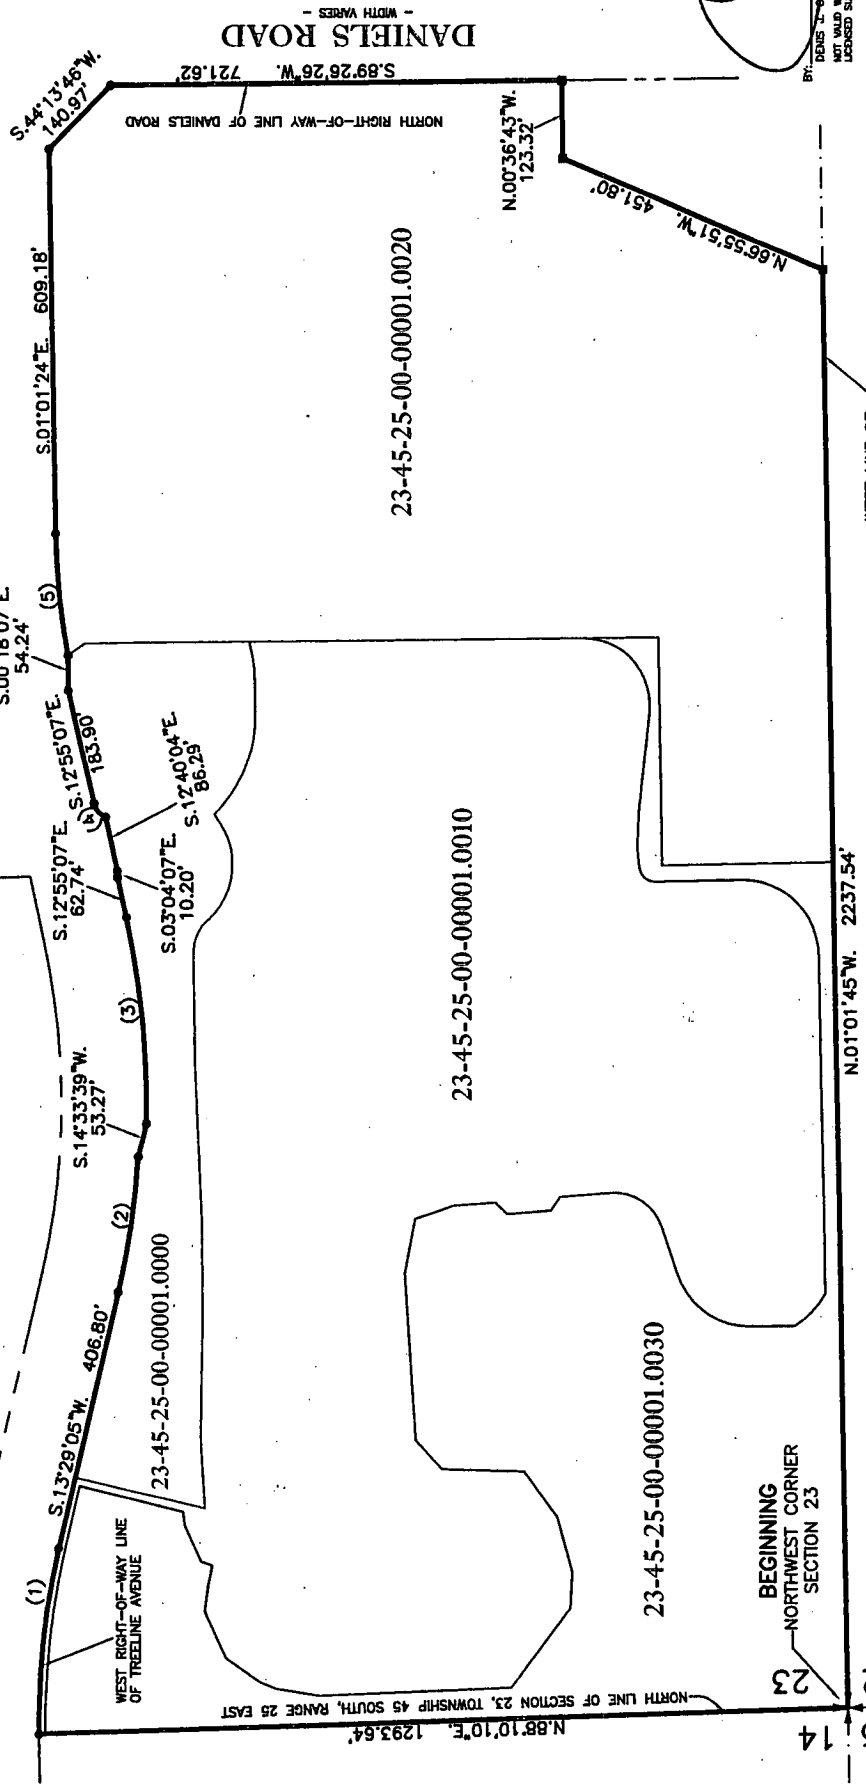 DANIELS ROAD
- WIDTH VARIES -
S.89°26'26"W. 721.62'
NORTH RIGHT-OF-WAY LINE OF DANIELS ROAD
S.44°13'46"W.
140.97'
S.01°01'24"E. 609.18'
N.00°36'43"W.
123.32'
N.66°55'51"W. 451.80'
23-45-25-00-00001.0020
(5)
S.00°18'07"E.
54.24'
S.12°55'07"E.
183.90'
(4)
S.12°40'04"E.
86.29'
S.12°55'07"E.
62.74'
S.03°04'07"E.
10.20'
(3)
S.14°33'39"W.
53.27'
(2)
23-45-25-00-00001.0010
23-45-25-00-00001.0000
S.13°29'05"W. 406.80'
(1)
WEST RIGHT-OF-WAY LINE
OF TREELINE AVENUE
23-45-25-00-00001.0030
N.01°01'45"W. 2237.54'
BEGINNING
NORTHWEST CORNER
SECTION 23
NORTH LINE OF SECTION 23, TOWNSHIP 45 SOUTH, RANGE 25 EAST
N.88°10'10"E. 1293.64'
23
14
BY:
DENIS J.
NOT VALID
LICENSED